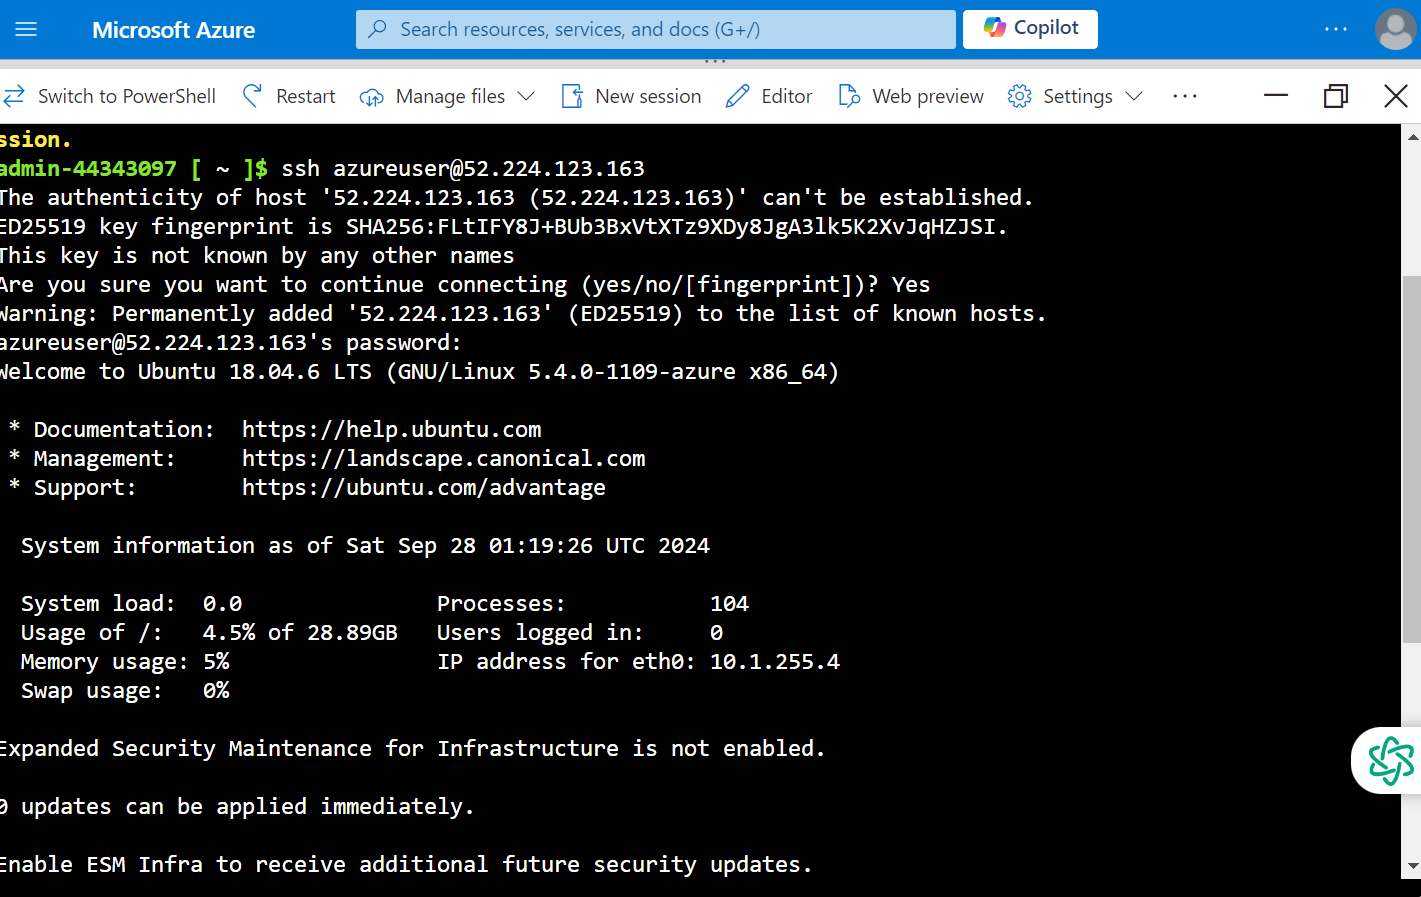 Microsoft Azure
Search resources, services, and docs (G+/)
Copilot
Switch to PowerShell
Restart
Manage files
New session
Editor
Web preview
Settings
ssion.
admin-44343097 [ ~ ]$ ssh azureuser@52.224.123.163
The authenticity of host '52.224.123.163 (52.224.123.163)' can't be established.
ED25519 key fingerprint is SHA256:FLtIFY8J+BUb3BxVtXTz9XDy8JgA3lk5K2XvJqHZJSI.
This key is not known by any other names
Are you sure you want to continue connecting (yes/no/[fingerprint])? Yes
Warning: Permanently added '52.224.123.163' (ED25519) to the list of known hosts.
azureuser@52.224.123.163's password:
Welcome to Ubuntu 18.04.6 LTS (GNU/Linux 5.4.0-1109-azure x86_64)
* Documentation: https://help.ubuntu.com
* Management: https://landscape.canonical.com
* Support: https://ubuntu.com/advantage
System information as of Sat Sep 28 01:19:26 UTC 2024
System load: 0.0 Processes: 104
Usage of /: 4.5% of 28.89GB Users logged in: 0
Memory usage: 5% IP address for eth0: 10.1.255.4
Swap usage: 0%
Expanded Security Maintenance for Infrastructure is not enabled.
0 updates can be applied immediately.
Enable ESM Infra to receive additional future security updates.